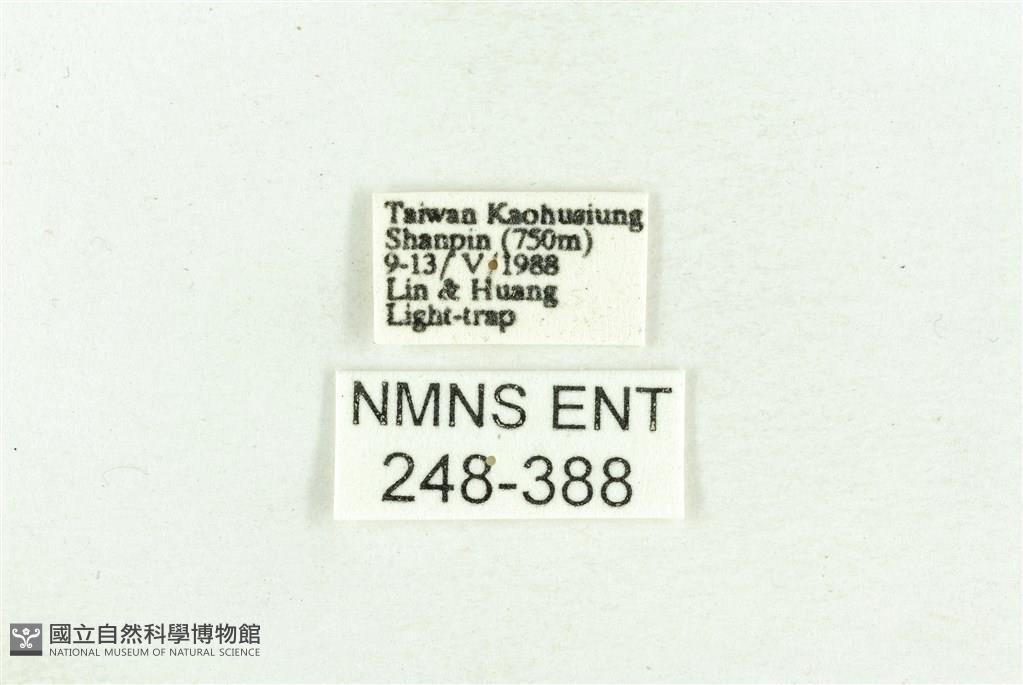 Taiwan Kaohusiung
Shanpin (750m)
9-13/ V/1988
Lin & Huang
Light-trap
NMNS ENT
248-388
國立自然科學博物館
NATIONAL MUSEUM OF NATURAL SCIENCE